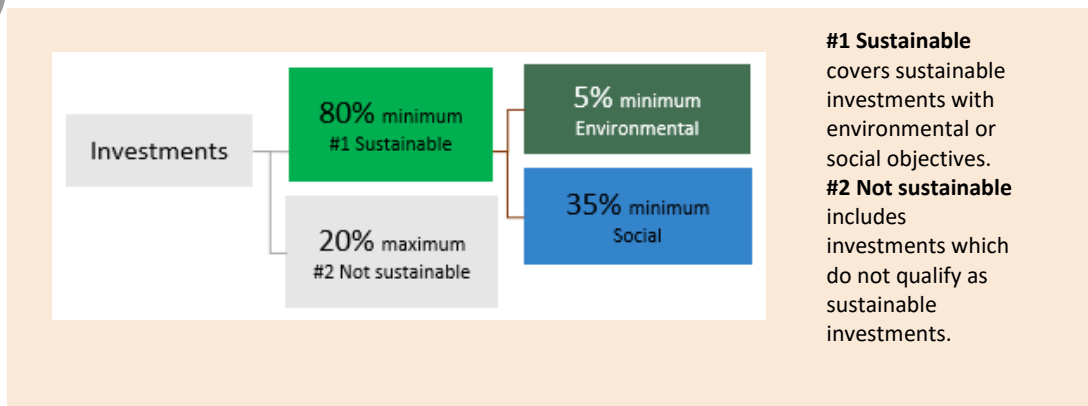 Investments
80% minimum
#1 Sustainable
20% maximum
#2 Not sustainable
5% minimum
Environmental
35% minimum
Social
#1 Sustainable
covers sustainable
investments with
environmental or
social objectives.
#2 Not sustainable
includes
investments which
do not qualify as
sustainable
investments.